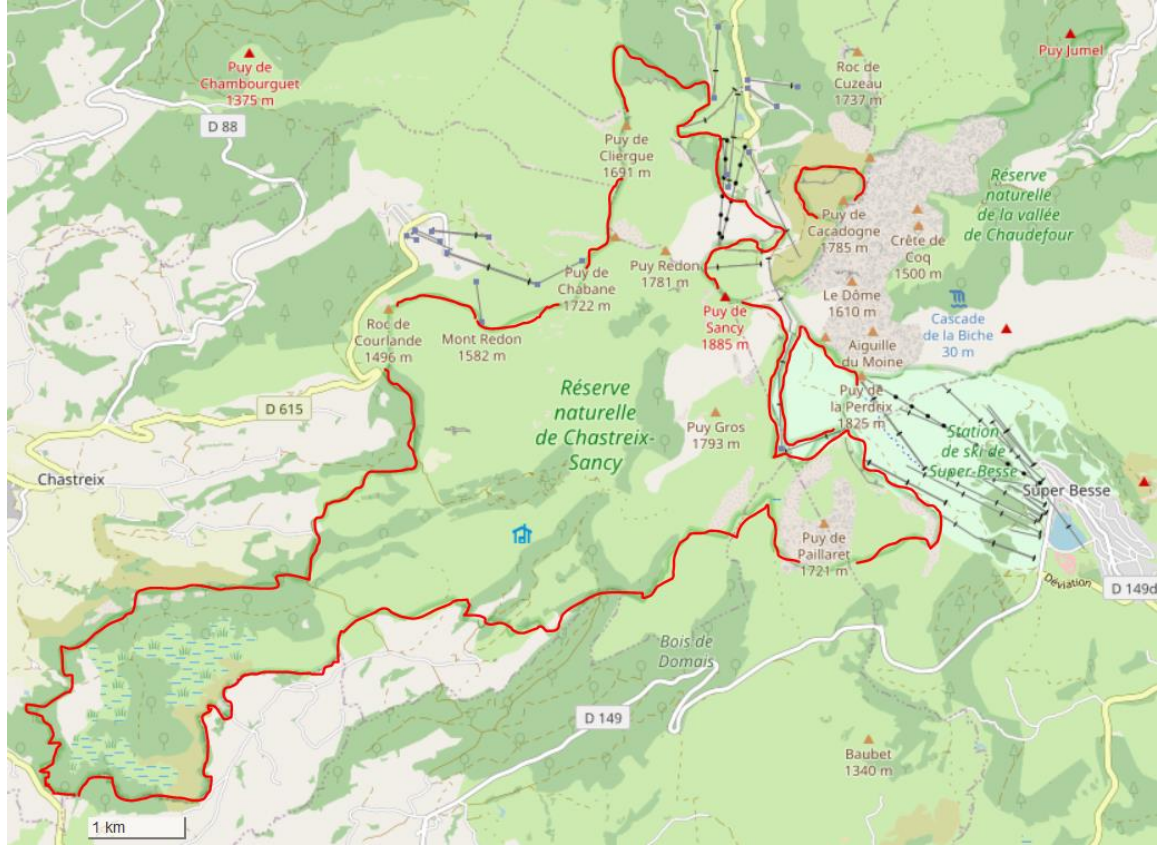 Puy de
Chambourguet
1375 m
D 88
Puy de
Cliergue
1691 m
Roc de
Cuzeau
1737 m
Puy Jumel
Réserve
naturelle
de la vallée
de Chaudefour
Puy de
Cacadogne
1785 m
Crête de
Coq
1500 m
Puy Redon
1781 m
Puy de
Chabane
1722 m
Le Dôme
1610 m
Puy de
Sancy
1885 m
Cascade
de la Biche
30 m
Roc de
Courlande
1496 m
Mont Redon
1582 m
Aiguille
du Moine
Réserve
naturelle
de Chastreix-
Sancy
Puy de
la Perdrix
1825 m
D 615
Puy Gros
1793 m
Station
de ski de
Super-Besse
Chastreix
Super Besse
Puy de
Paillaret
1721 m
Déviation
D 149d
Bois de
Domais
D 149
Baubet
1340 m
1 km